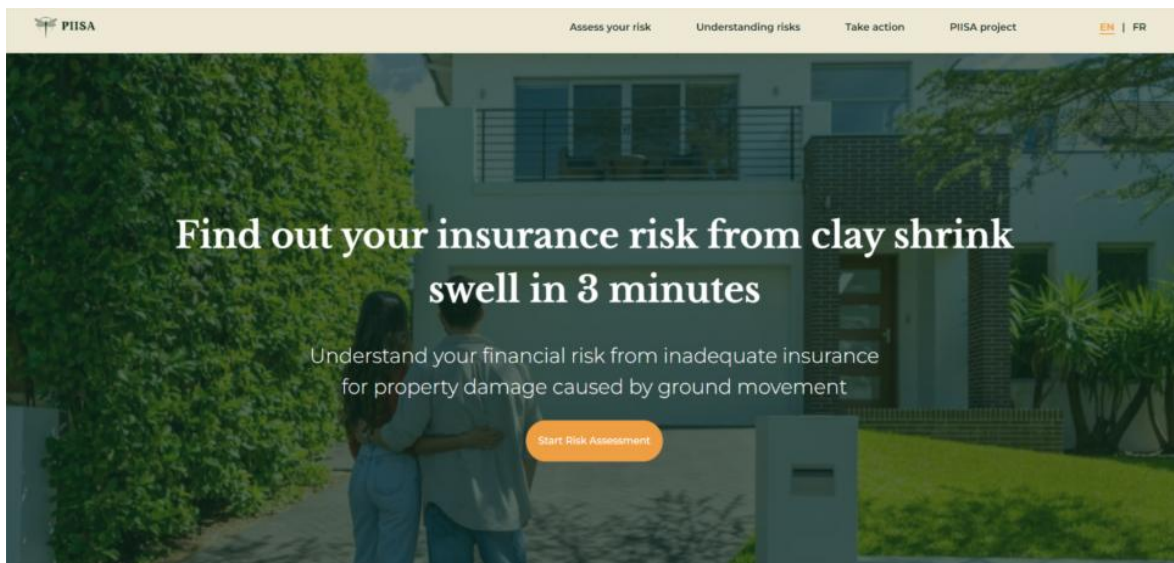 PIISA
Assess your risk
Understanding risks
Take action
PIISA project
EN | FR
Find out your insurance risk from clay shrink
swell in 3 minutes
Understand your financial risk from inadequate insurance
for property damage caused by ground movement
Start Risk Assessment